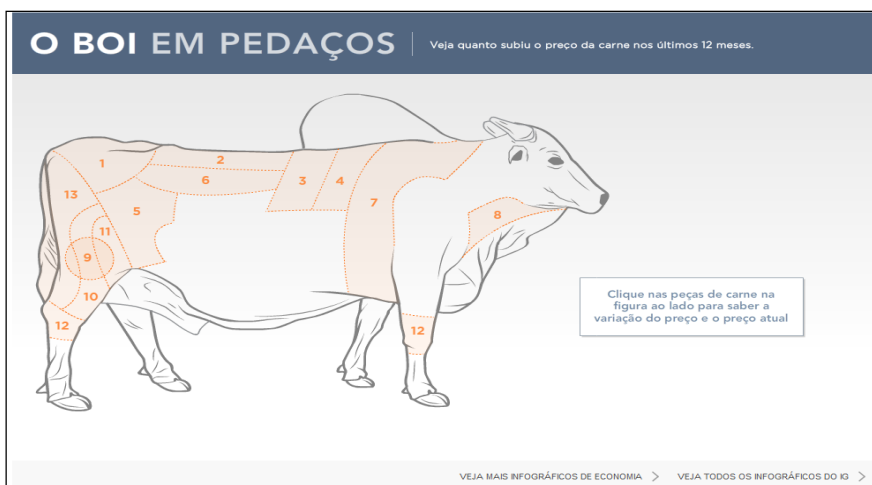 O BOI EM PEDAÇOS
Veja quanto subiu o preço da carne nos últimos 12 meses.
1
2
3
4
5
6
7
8
9
10
11
12
12
13
Clique nas peças de carne na
figura ao lado para saber a
variação do preço e o preço atual
VEJA MAIS INFOGRÁFICOS DE ECONOMIA
VEJA TODOS OS INFOGRÁFICOS DO iG